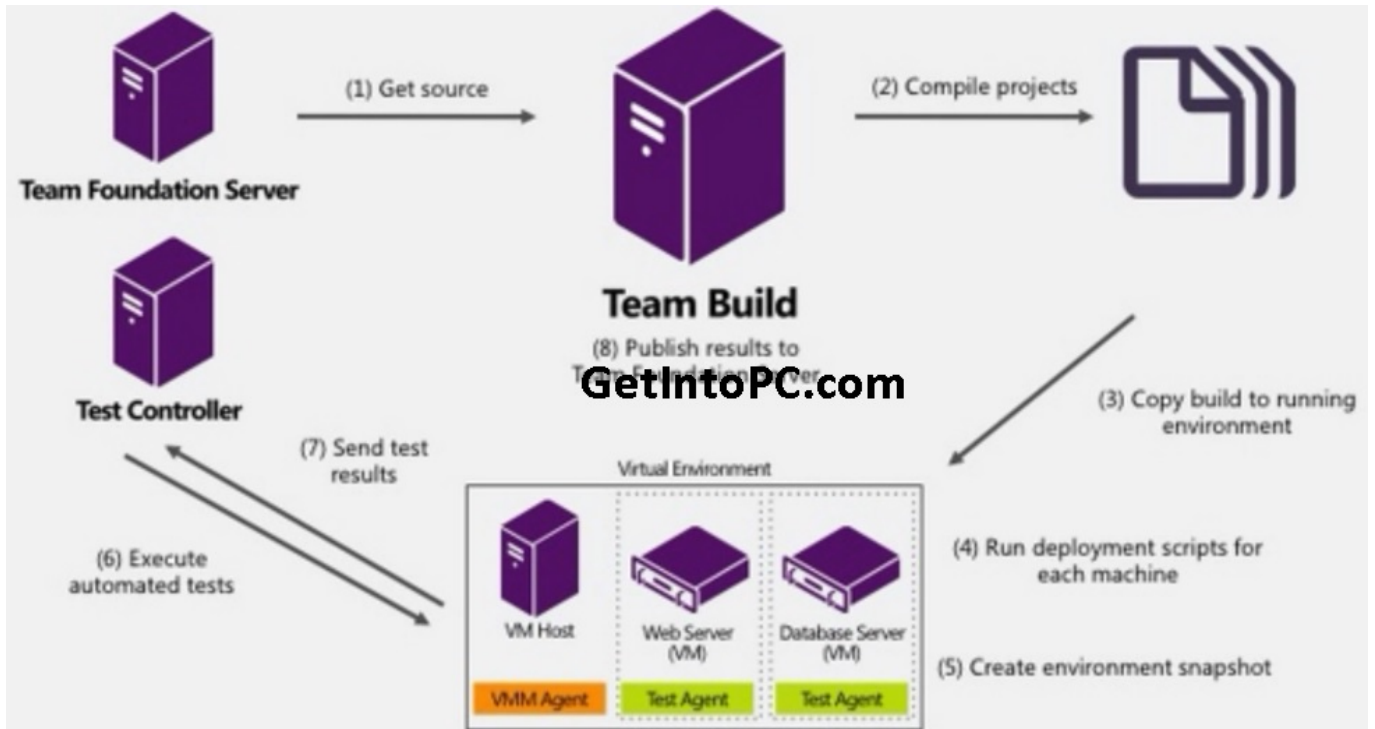 (1) Get source
(2) Compile projects
Team Foundation Server
Team Build
(8) Publish results to
Team Foundation Server
GetIntoPC.com
Test Controller
(3) Copy build to running
environment
(7) Send test
results
Virtual Environment
(6) Execute
automated tests
(4) Run deployment scripts for
each machine
VM Host
Web Server
(VM)
Database Server
(VM)
(5) Create environment snapshot
VMM Agent
Test Agent
Test Agent